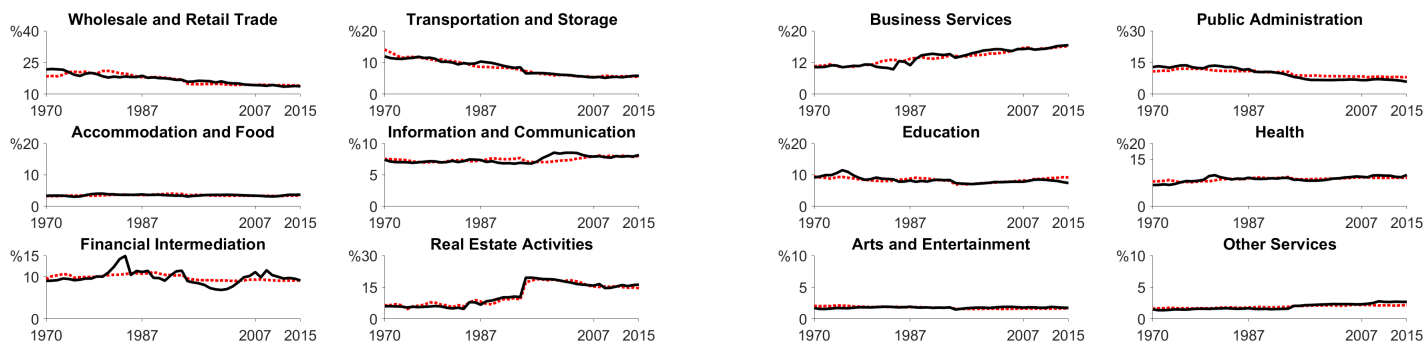 Wholesale and Retail Trade
%40
25
10
1970 1987 2007 2015
Transportation and Storage
%20
10
0
1970 1987 2007 2015
Business Services
%20
12
0
1970 1987 2007 2015
Public Administration
%30
15
0
1970 1987 2007 2015
Accommodation and Food
%20
10
0
1970 1987 2007 2015
Information and Communication
%10
5
0
1970 1987 2007 2015
Education
%20
10
0
1970 1987 2007 2015
Health
%20
15
0
1970 1987 2007 2015
Financial Intermediation
%15
10
0
1970 1987 2007 2015
Real Estate Activities
%30
15
0
1970 1987 2007 2015
Arts and Entertainment
%10
5
0
1970 1987 2007 2015
Other Services
%10
5
0
1970 1987 2007 2015